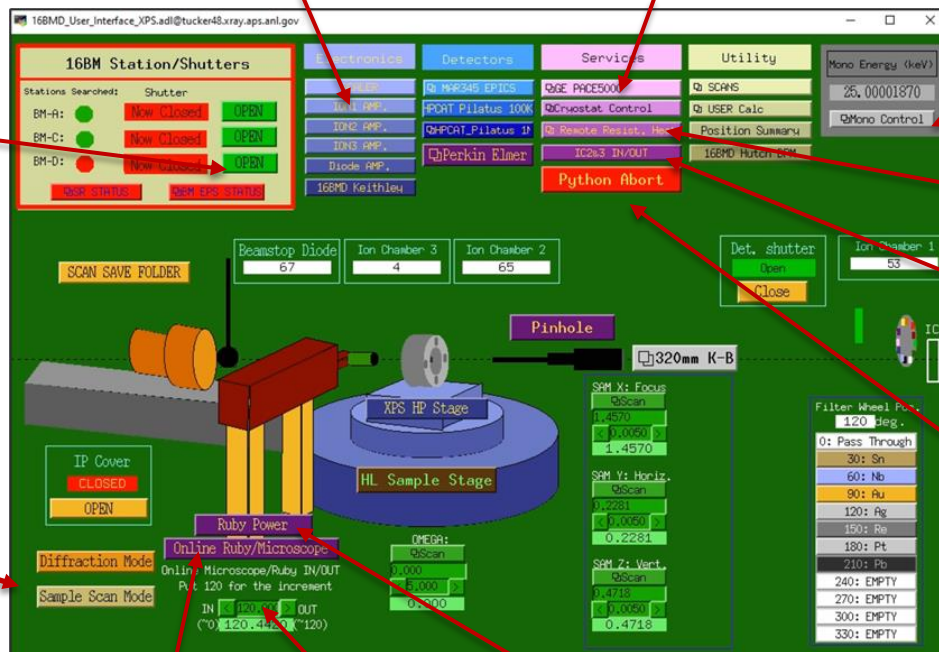 16BMD_User_Interface_XPS.adl@tucker48.xray.aps.anl.gov
16BM Station/Shutters
Stations Searched: Shutter
BM-A: Now Closed OPEN
BM-C: Now Closed OPEN
BM-D: Now Closed OPEN
SR STATUS BM EPS STATUS
Electronics
ION1 AMP.
ION2 AMP.
ION3 AMP.
Diode AMP.
16BMD Keithley
Detectors
MAR345 EPICS
HPCAT Pilatus 100K
HPCAT_Pilatus 1M
Perkin Elmer
Services
GE PACE5000
Cruostat Control
Remote Resist.
IC2&3 IN/OUT
Python Abort
Utility
SCANS
USER Calc
Position Summary
16BMD Hutch BPM
Mono Energy (keV)
25.00001870
Mono Control
SCAN SAVE FOLDER
Beamstop Diode
67
Ion Chamber 3
4
Ion Chamber 2
65
Det. shutter
Open
Close
Ion Chamber 1
53
Pinhole
320mm K-B
IC
XPS HP Stage
HL Sample Stage
IP Cover
CLOSED
OPEN
Diffraction Mode
Sample Scan Mode
Ruby Power
Online Ruby/Microscope
Online Microscope/Ruby IN/OUT
Put 120 for the increment
IN < > OUT
(~0) 120.4420 (~120)
OMEGA:
Scan
0.000
< 5.000 >
0.000
SAM X: Focus
Scan
1.4570
< 0.0050 >
1.4570
SAM Y: Horiz.
Scan
0.2281
< 0.0050 >
0.2281
SAM Z: Vert.
Scan
0.4718
< 0.0050 >
0.4718
Filter Wheel Pos.
120 deg.
0: Pass Through
30: Sn
60: Nb
90: Au
120: Ag
150: Re
180: Pt
210: Pb
240: EMPTY
270: EMPTY
300: EMPTY
330: EMPTY